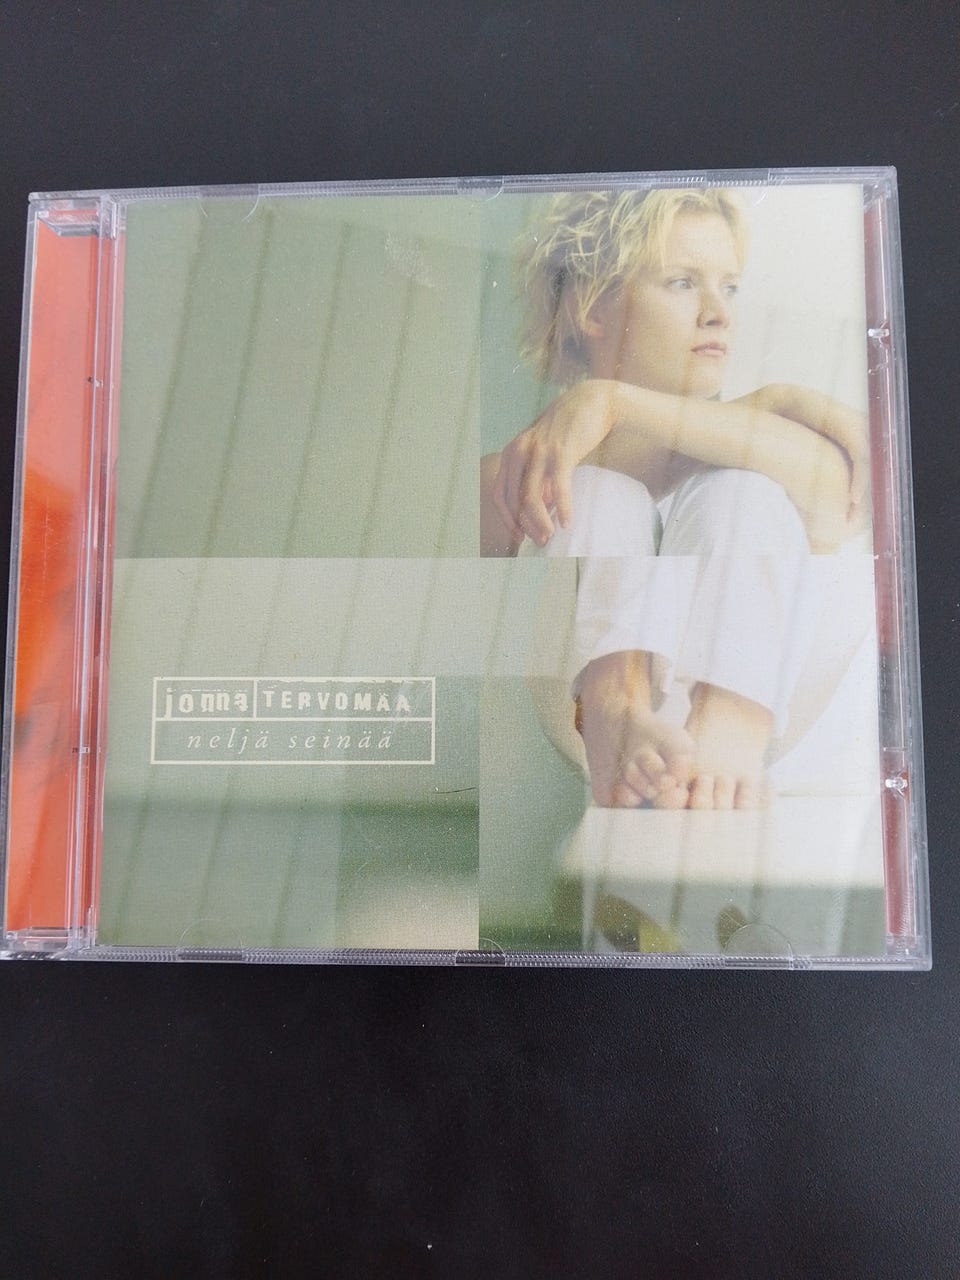 jonna TERVOMAA
neljä seinää